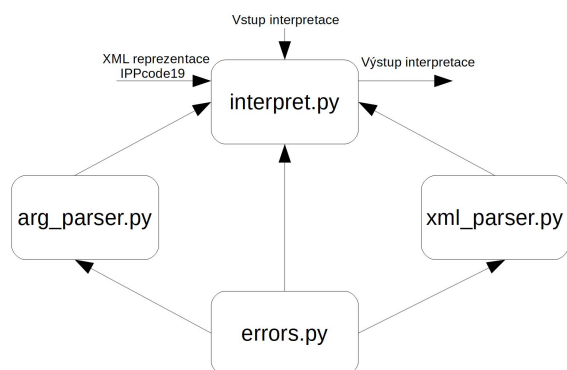 Vstup interpretace
XML reprezentace
IPPcode19
Výstup interpretace
interpret.py
arg_parser.py
xml_parser.py
errors.py